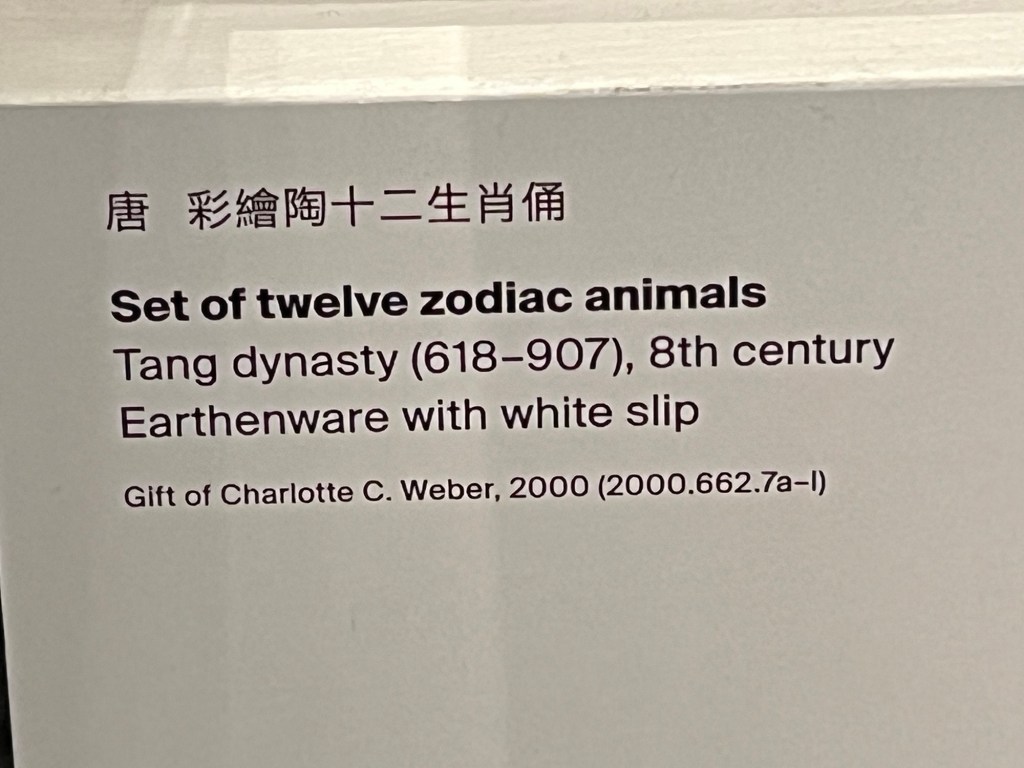 唐 彩繪陶十二生肖俑
Set of twelve zodiac animals
Tang dynasty (618–907), 8th century
Earthenware with white slip
Gift of Charlotte C. Weber, 2000 (2000.662.7a–l)